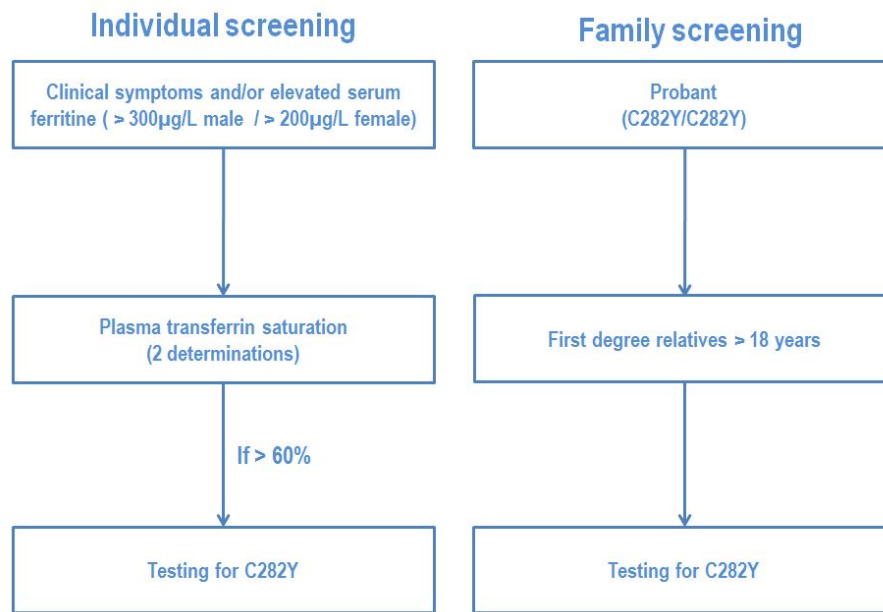 Individual screening
Clinical symptoms and/or elevated serum
ferritine ( > 300µg/L male / > 200µg/L female)
Plasma transferrin saturation
(2 determinations)
If > 60%
Testing for C282Y
Family screening
Probant
(C282Y/C282Y)
First degree relatives > 18 years
Testing for C282Y